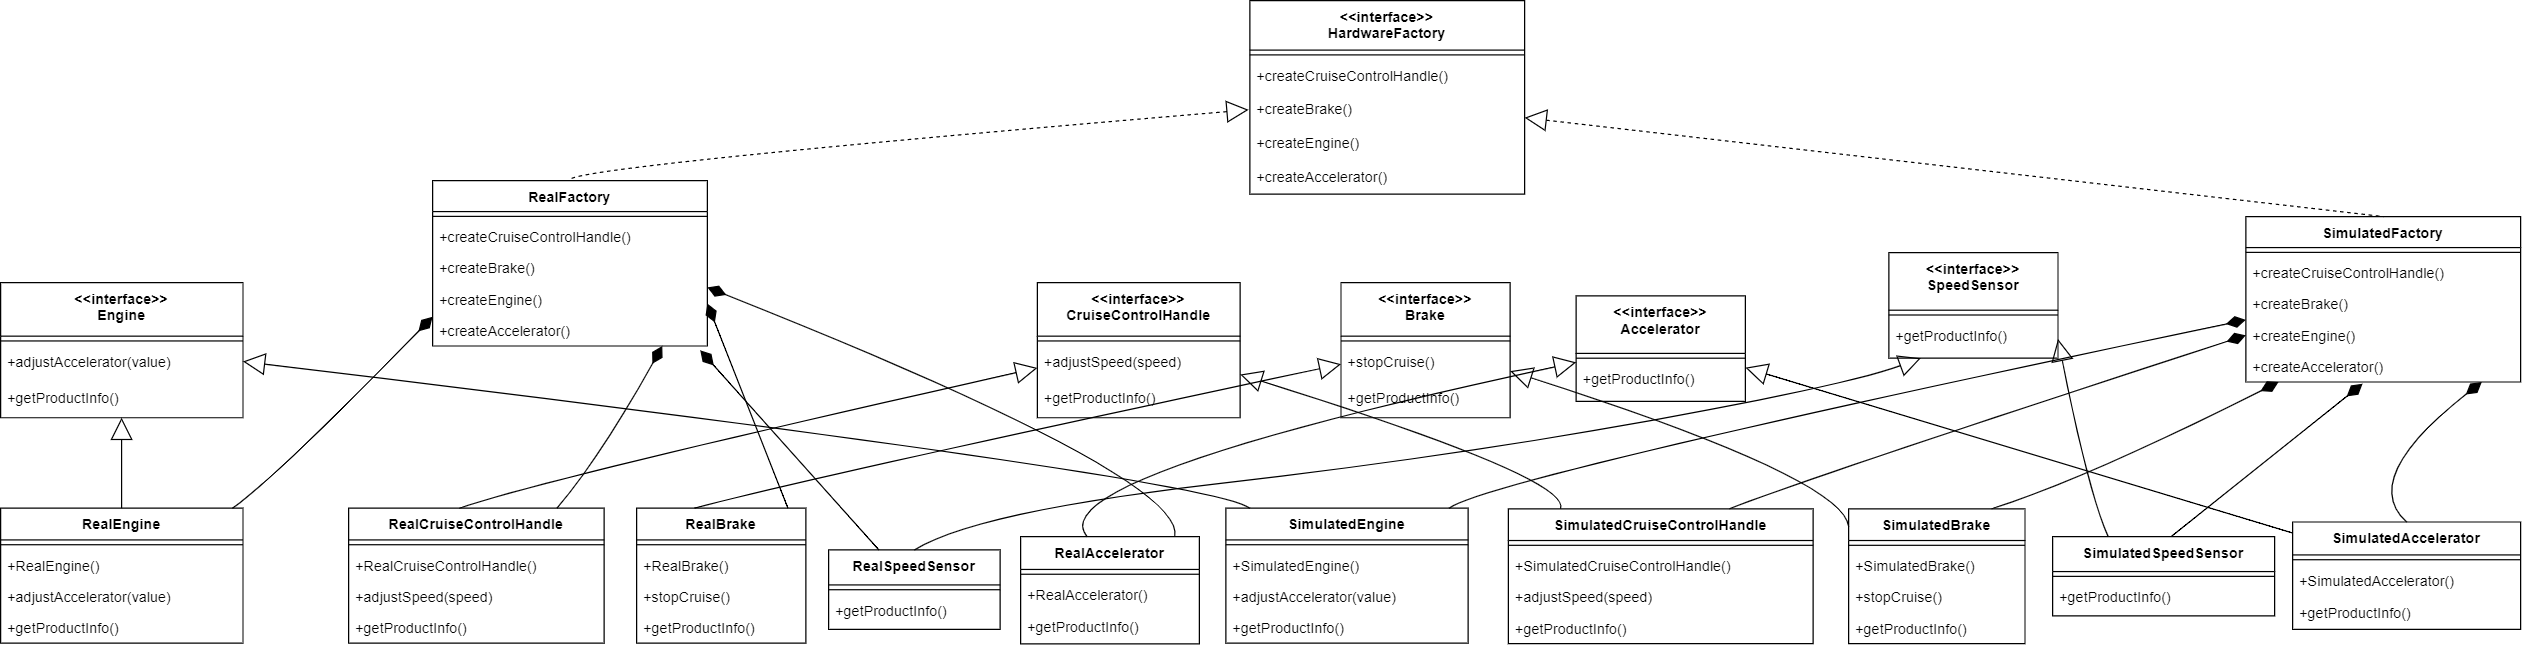 <<interface>>
HardwareFactory
+createCruiseControlHandle()
+createBrake()
+createEngine()
+createAccelerator()
RealFactory
+createCruiseControlHandle()
+createBrake()
+createEngine()
+createAccelerator()
SimulatedFactory
+createCruiseControlHandle()
+createBrake()
+createEngine()
+createAccelerator()
<<interface>>
Engine
+adjustAccelerator(value)
+getProductInfo()
<<interface>>
CruiseControlHandle
+adjustSpeed(speed)
+getProductInfo()
<<interface>>
Brake
+stopCruise()
+getProductInfo()
<<interface>>
Accelerator
+getProductInfo()
<<interface>>
SpeedSensor
+getProductInfo()
RealEngine
+RealEngine()
+adjustAccelerator(value)
+getProductInfo()
RealCruiseControlHandle
+RealCruiseControlHandle()
+adjustSpeed(speed)
+getProductInfo()
RealBrake
+RealBrake()
+stopCruise()
+getProductInfo()
RealSpeedSensor
+getProductInfo()
RealAccelerator
+RealAccelerator()
+getProductInfo()
SimulatedEngine
+SimulatedEngine()
+adjustAccelerator(value)
+getProductInfo()
SimulatedCruiseControlHandle
+SimulatedCruiseControlHandle()
+adjustSpeed(speed)
+getProductInfo()
SimulatedBrake
+SimulatedBrake()
+stopCruise()
+getProductInfo()
SimulatedSpeedSensor
+getProductInfo()
SimulatedAccelerator
+SimulatedAccelerator()
+getProductInfo()